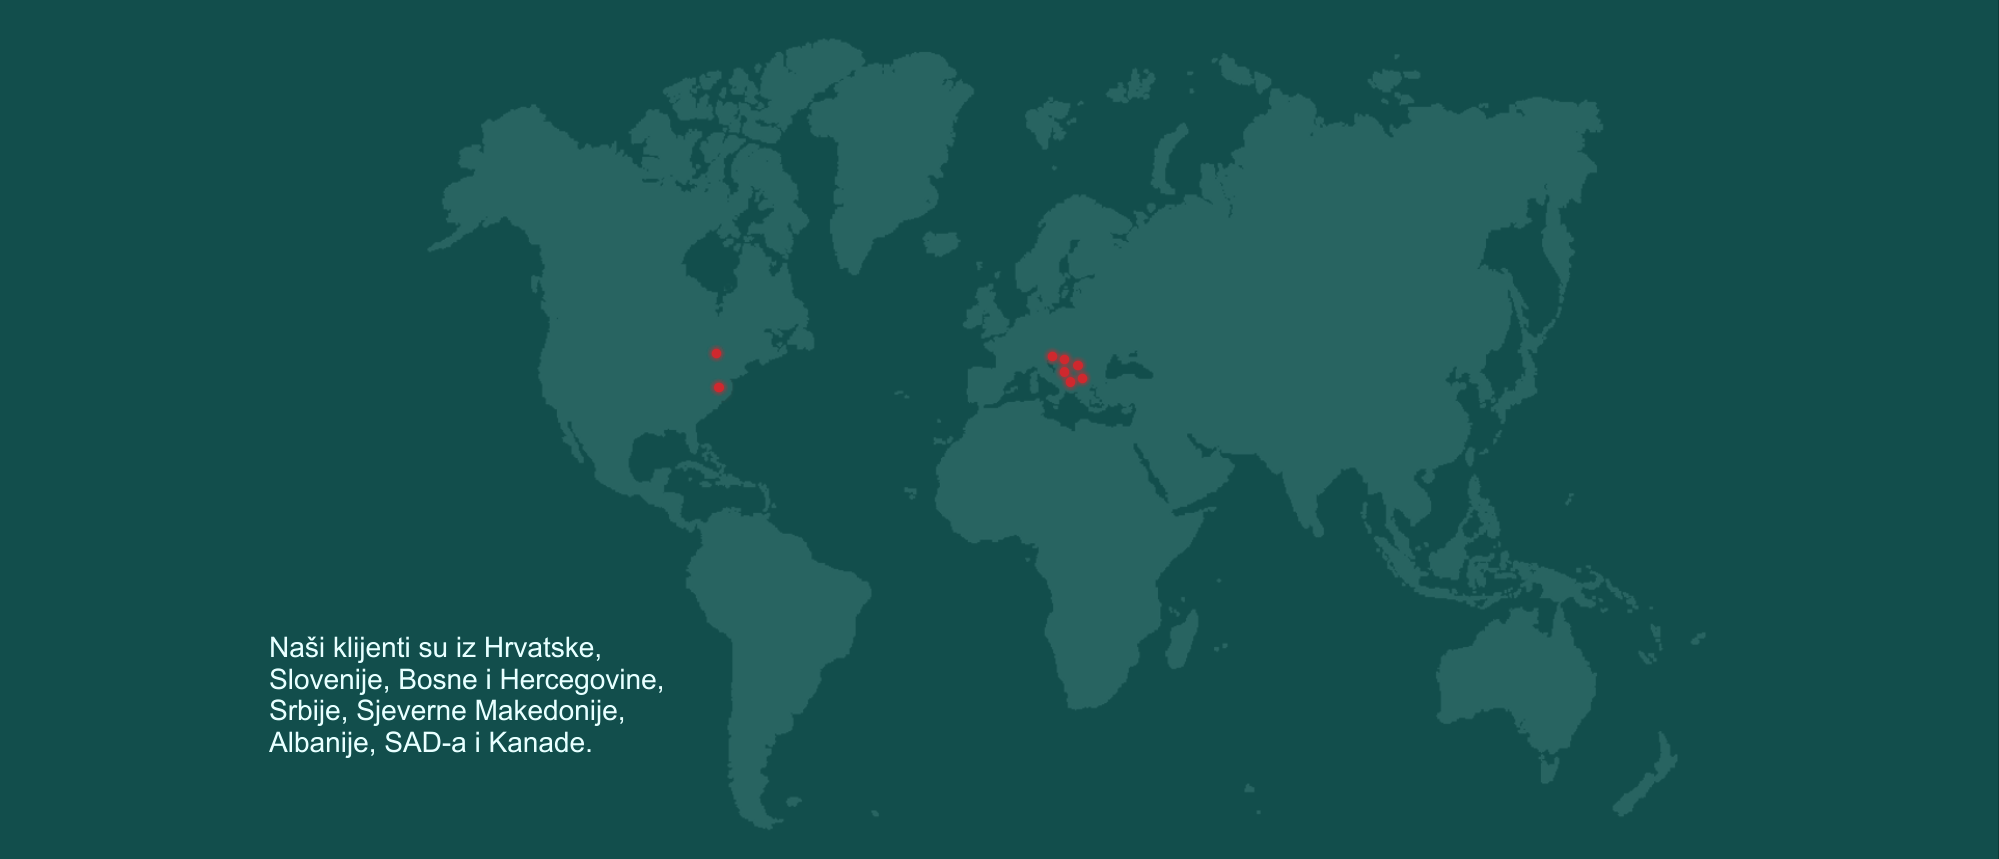 Naši klijenti su iz Hrvatske,
Slovenije, Bosne i Hercegovine,
Srbije, Sjeverne Makedonije,
Albanije, SAD-a i Kanade.